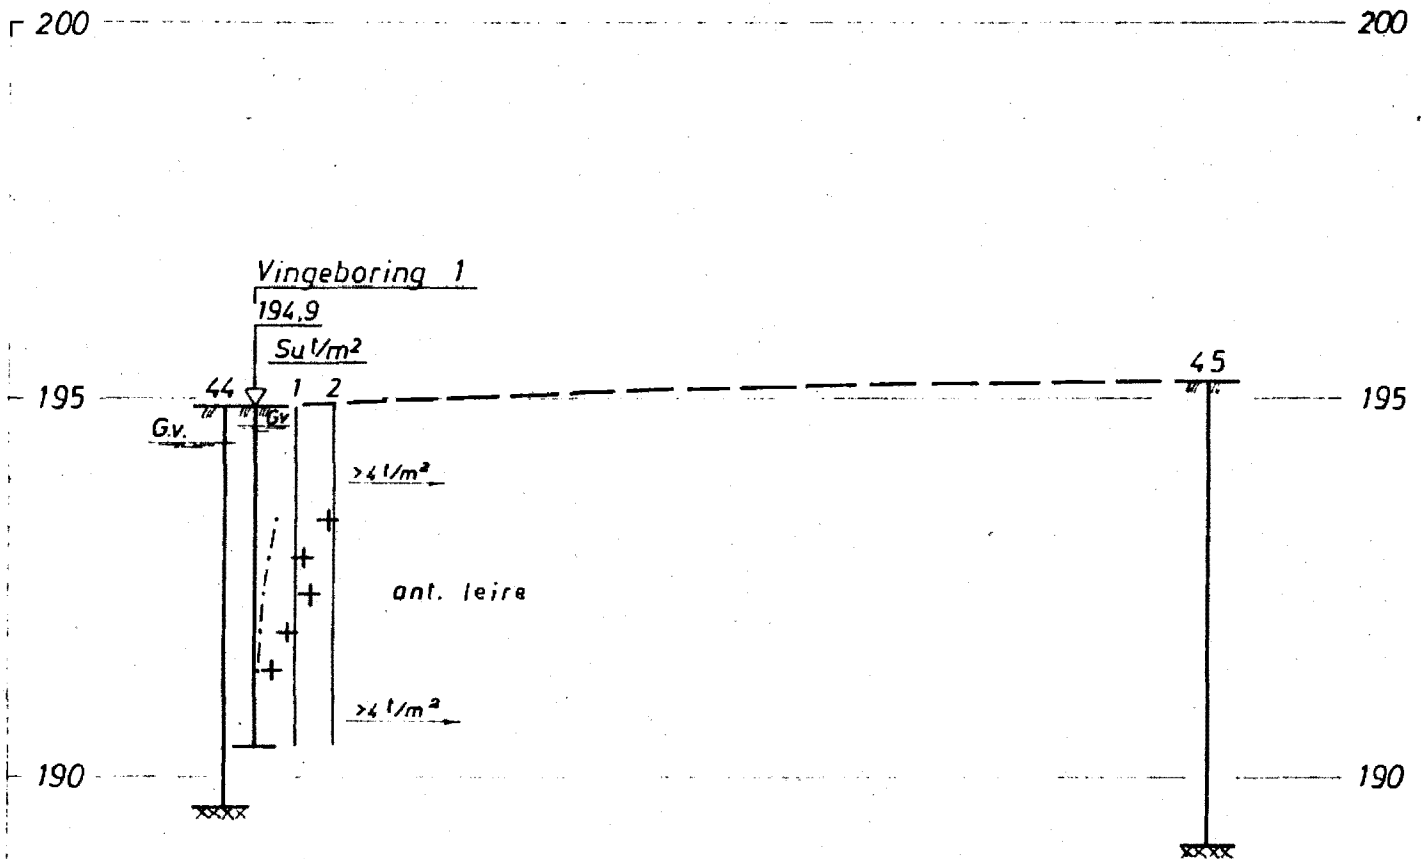 200 200
Vingeboring 1
194,9
Su t/m²
44 1 2 45
195 195
G.v. Gv
>4 t/m²
ant. leire
>4 t/m²
190 190